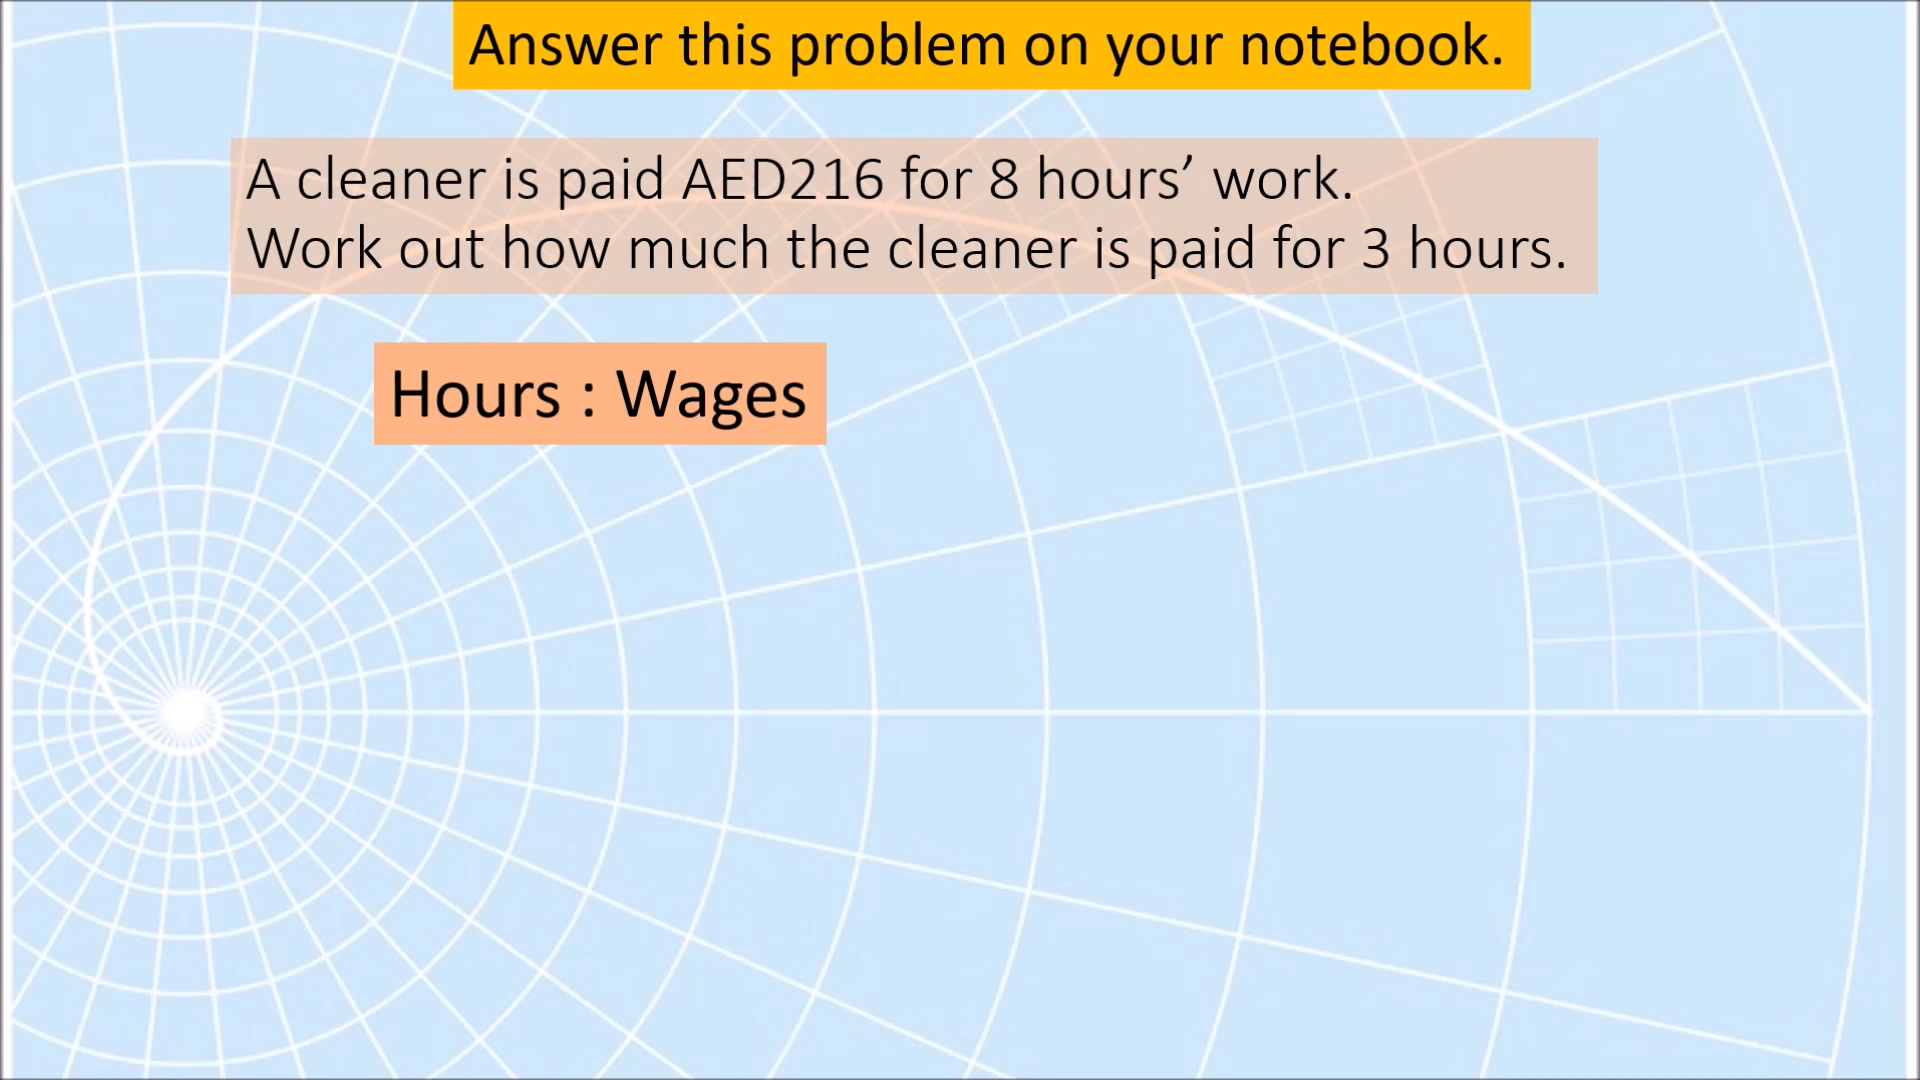 Answer this problem on your notebook.
A cleaner is paid AED216 for 8 hours’ work.
Work out how much the cleaner is paid for 3 hours.
Hours : Wages